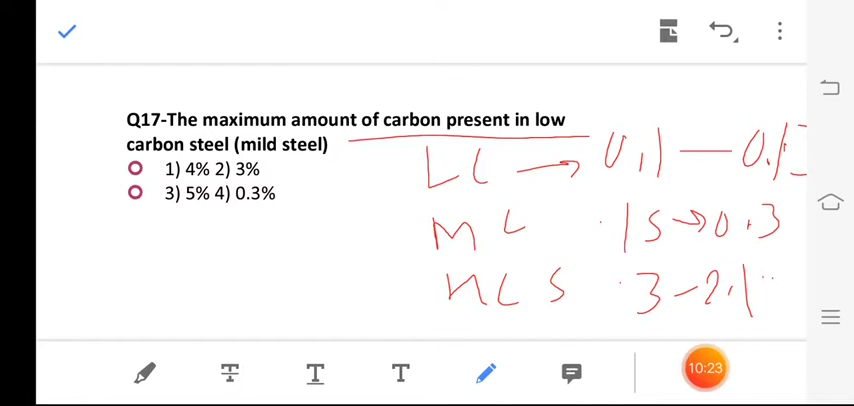 Q17-The maximum amount of carbon present in low
carbon steel (mild steel)
1) 4% 2) 3%
3) 5% 4) 0.3%
LC → 0.1 — 0.15
MC .15 → 0.3
HCS .3 - 2.1
T T T
10:23